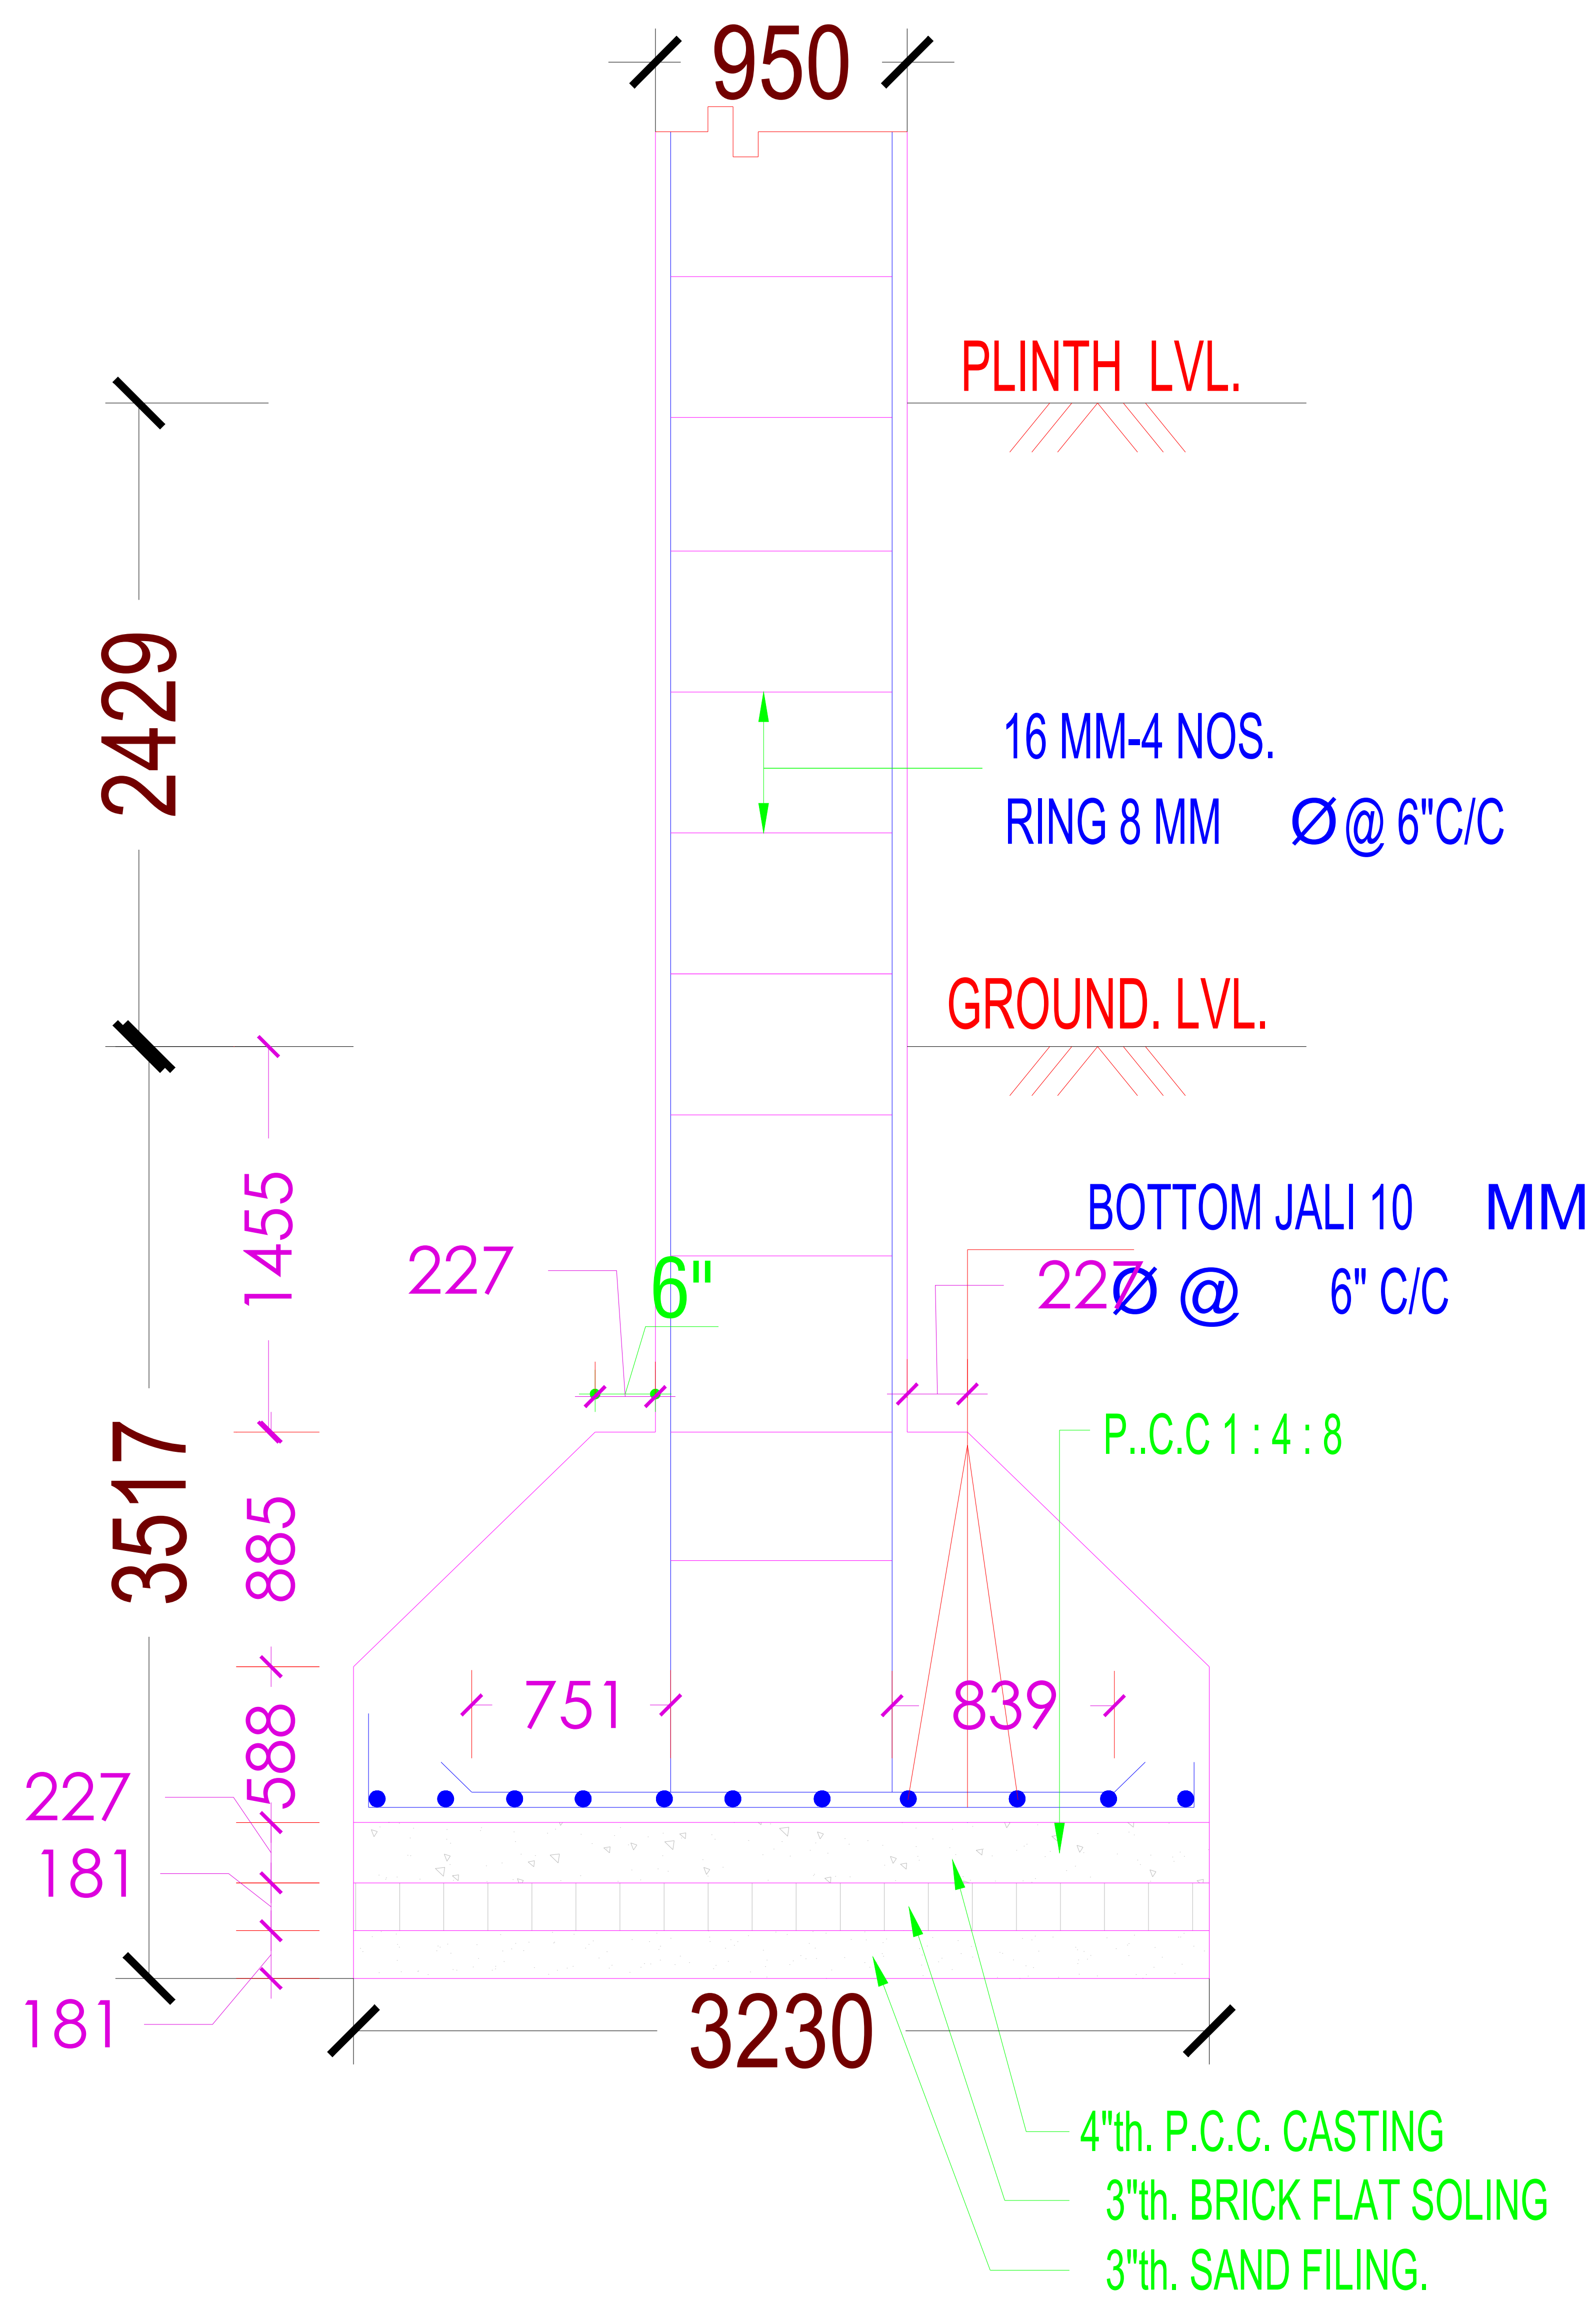 950
PLINTH LVL.
2429
16 MM-4 NOS.
RING 8 MM Ø@ 6"C/C
GROUND. LVL.
1455
BOTTOM JALI 10 MM
227
6"
227
Ø @ 6" C/C
P..C.C 1 : 4 : 8
3517
885
751
839
588
227
181
181
3230
4"th. P.C.C. CASTING
3"th. BRICK FLAT SOLING
3"th. SAND FILING.